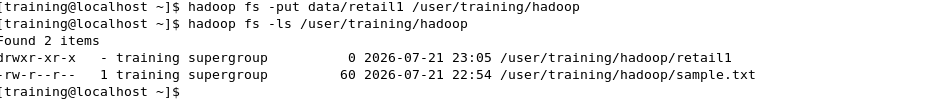 [training@localhost ~]$ hadoop fs -put data/retail1 /user/training/hadoop
[training@localhost ~]$ hadoop fs -ls /user/training/hadoop
Found 2 items
drwxr-xr-x   - training supergroup          0 2026-07-21 23:05 /user/training/hadoop/retail1
-rw-r--r--   1 training supergroup         60 2026-07-21 22:54 /user/training/hadoop/sample.txt
[training@localhost ~]$